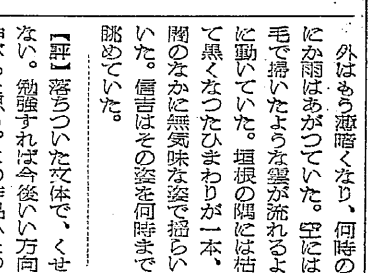 外はもう薄暗くなり、何時の
にか雨はあがつていた。空には
毛で掃いたような雲が流れるよ
に動いていた。垣根の隅には枯
て黒くなつたひまわりが一本、
闇のなかに無気味な姿で揺らい
いた。信吉はその姿を何時まで
眺めていた。
【評】落ちついた文体で、くせ
ない。勉強すれば今後いい方向